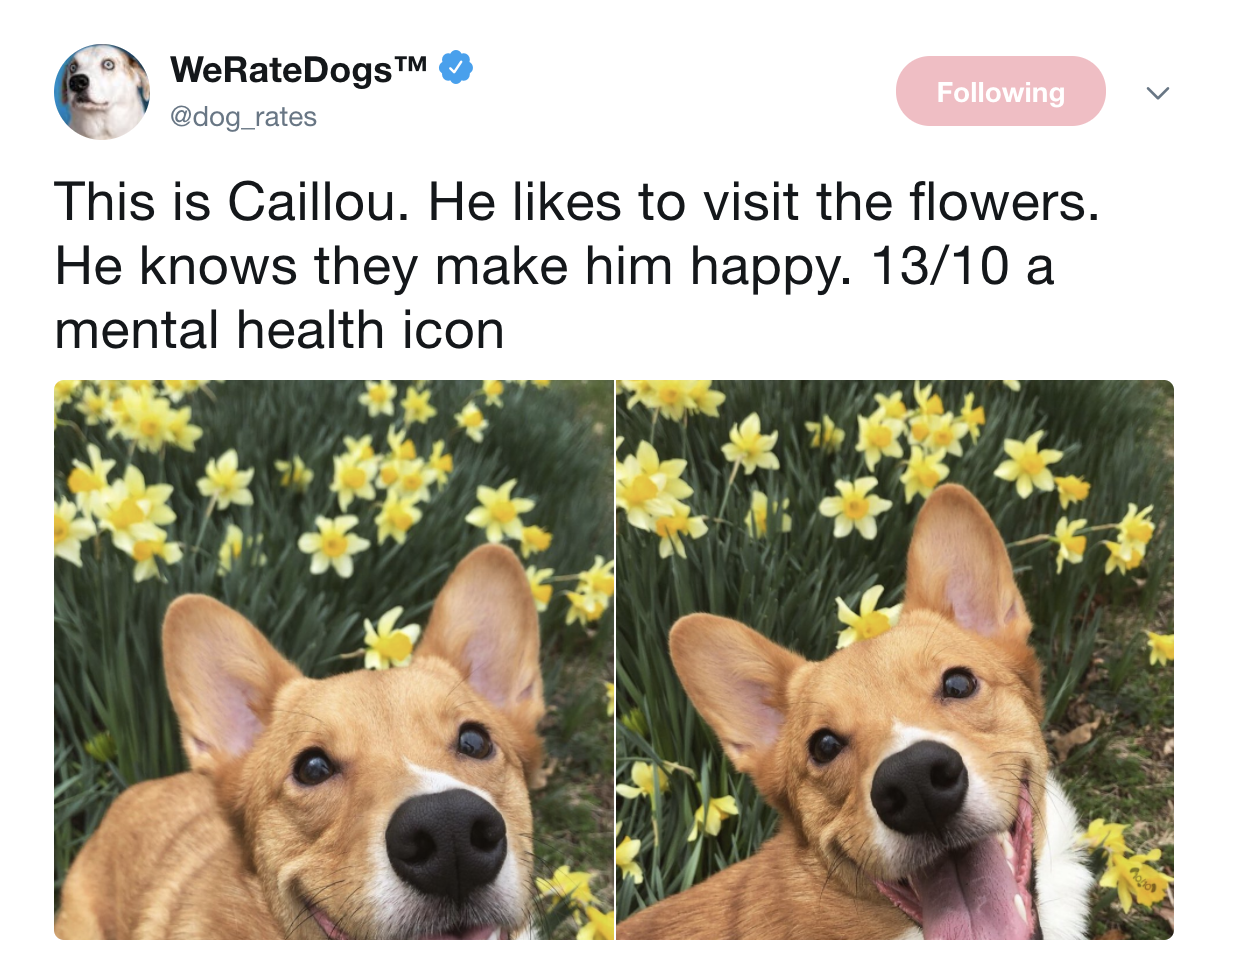 WeRateDogs™
@dog_rates
Following
This is Caillou. He likes to visit the flowers.
He knows they make him happy. 13/10 a
mental health icon